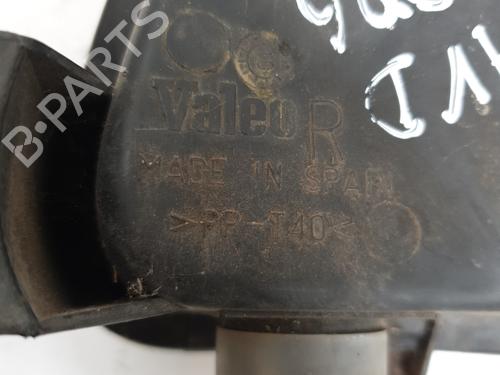 Valeo R
MADE IN SPAIN
>PP-T40<
B-PARTS